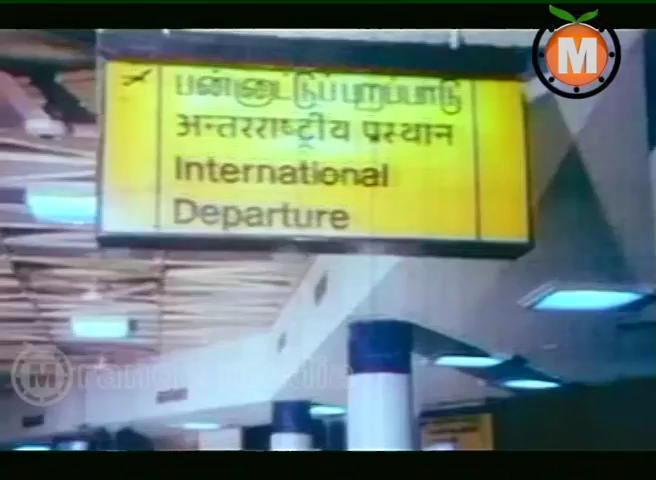 M
பன்னாட்டுப்புறப்பாடு
अन्तरराष्ट्रीय प्रस्थान
International
Departure
M